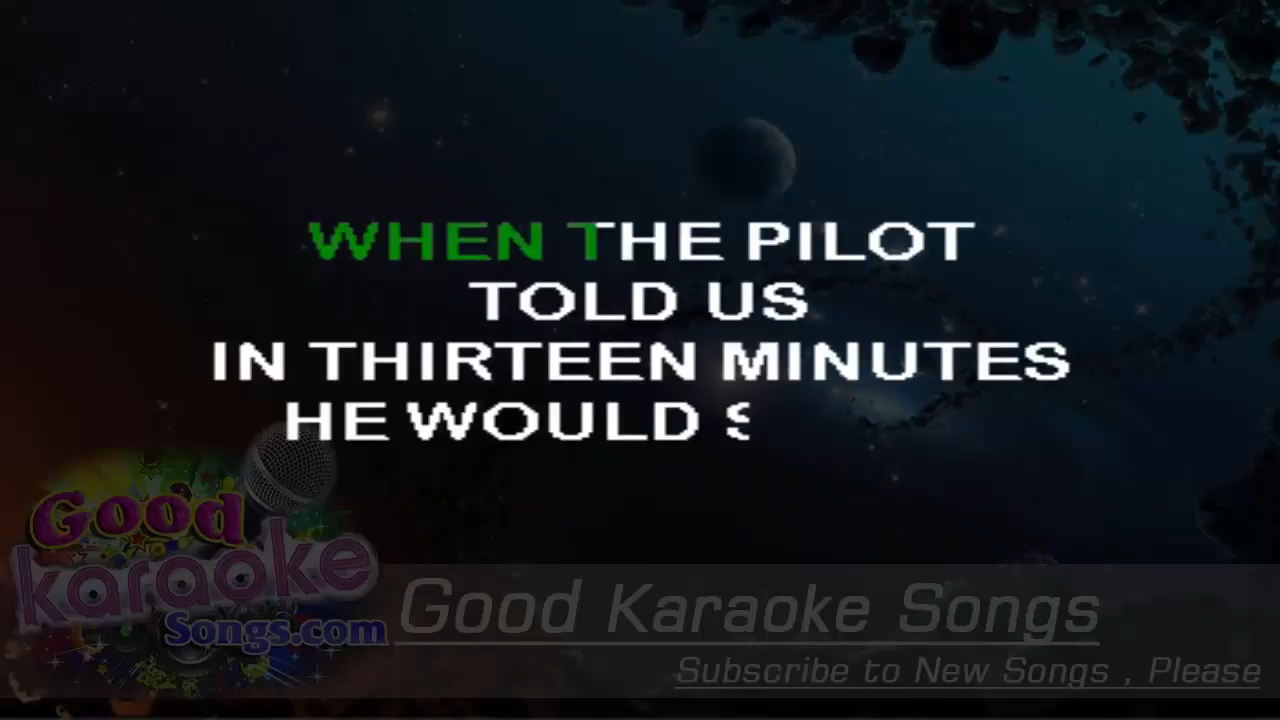 WHEN THE PILOT
TOLD US
IN THIRTEEN MINUTES
HE WOULD
Good
karaoke
Songs.com
Good Karaoke Songs
Subscribe to New Songs , Please